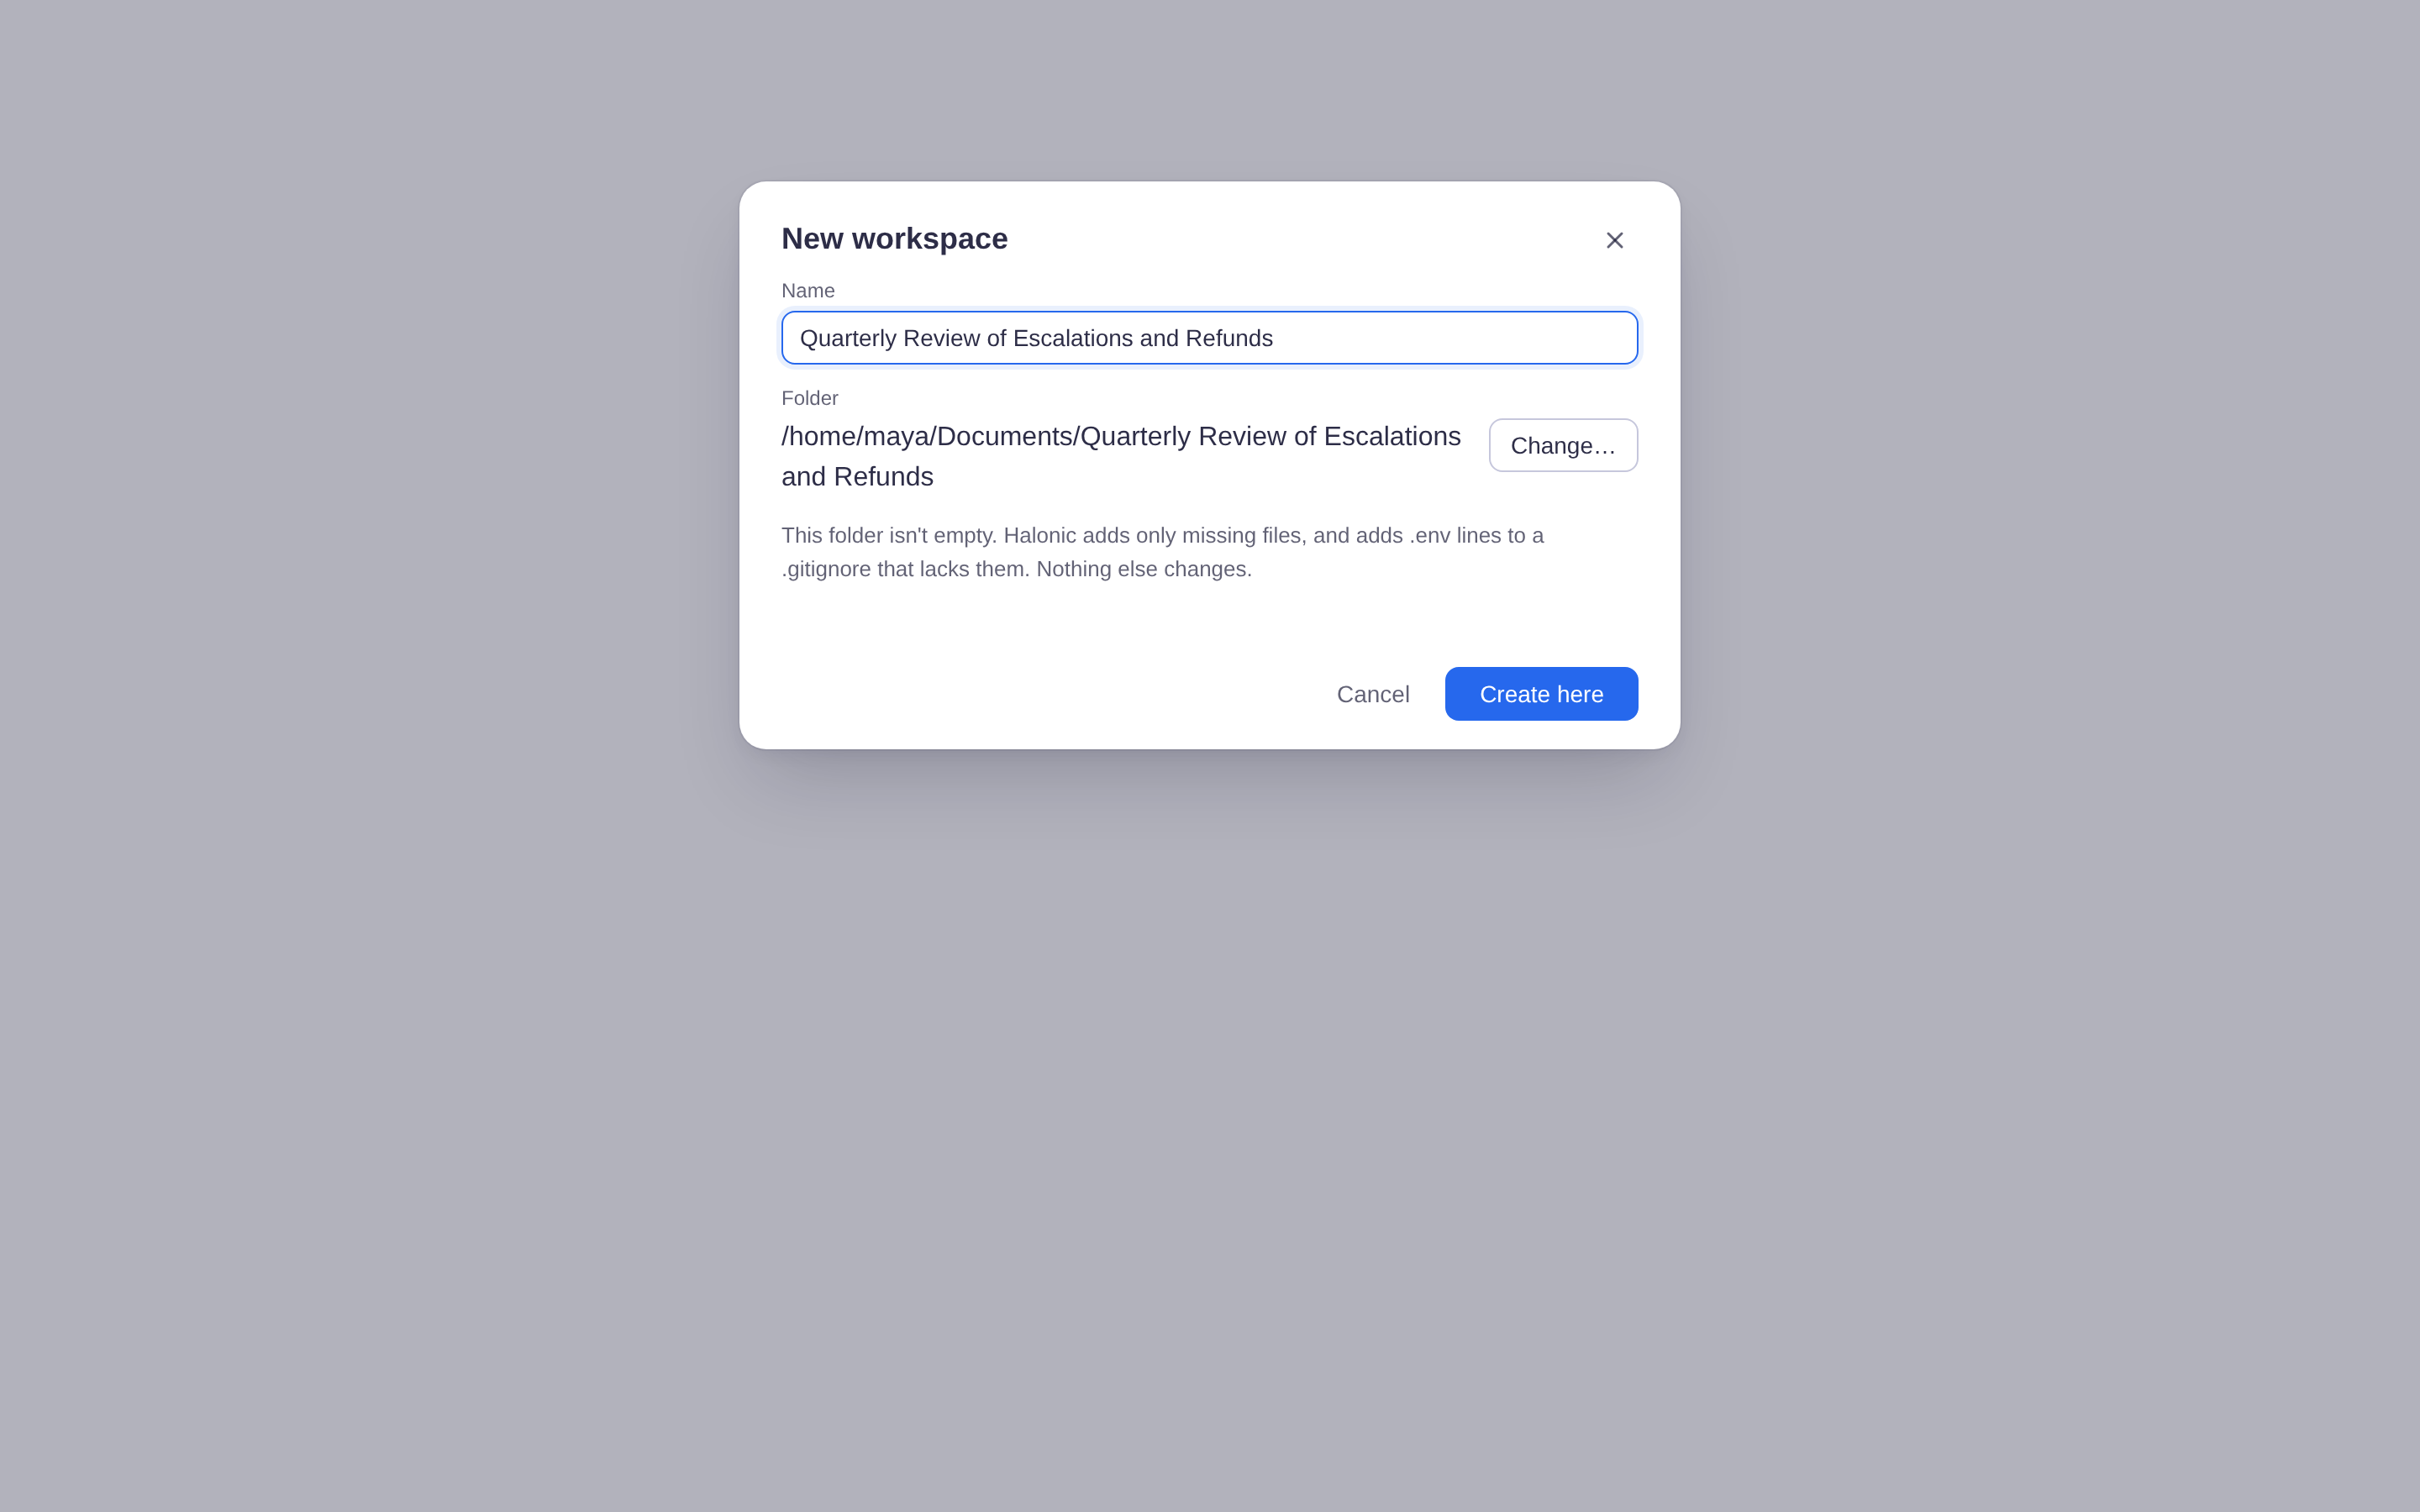 New workspace
Name
Quarterly Review of Escalations and Refunds
Folder
/home/maya/Documents/Quarterly Review of Escalations
and Refunds
Change…
This folder isn't empty. Halonic adds only missing files, and adds .env lines to a
.gitignore that lacks them. Nothing else changes.
Cancel
Create here